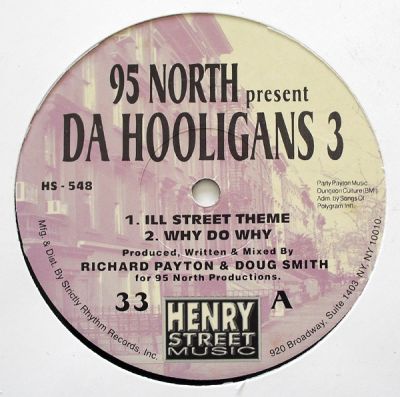 95 NORTH present
DA HOOLIGANS 3
HS - 548
Party Payton Music
Dungeon Culture (BMI)
Adm. by Songs Of
Polygram Int'l.
1. ILL STREET THEME
2. WHY DO WHY
Produced, Written & Mixed By
RICHARD PAYTON & DOUG SMITH
for 95 North Productions.
33 A
HENRY
STREET
MUSIC
Mfg. & Dist. By Strictly Rhythm Records, Inc.
920 Broadway, Suite 1403 NY, NY 10010.